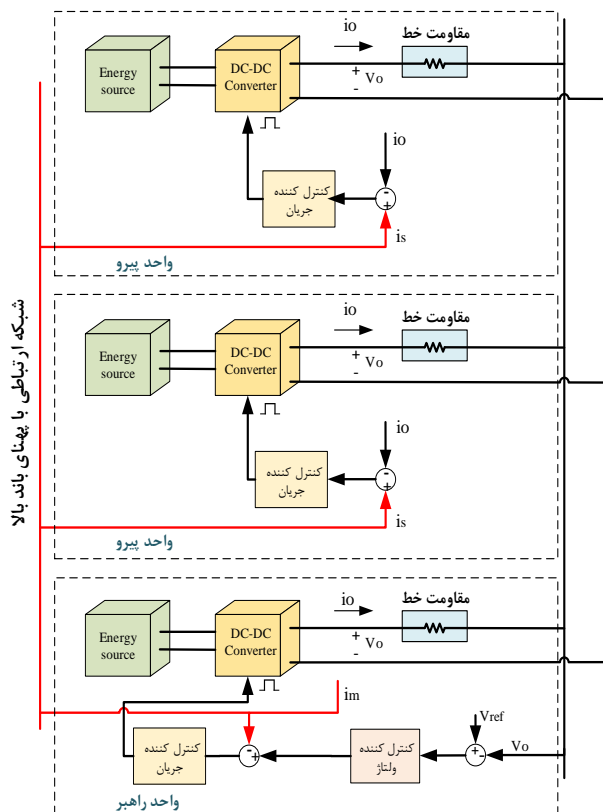 io
مقاومت خط
Energy
source
DC-DC
Converter
+
Vo
-
io
کنترل کننده
جریان
-
+
is
واحد پیرو
io
مقاومت خط
Energy
source
DC-DC
Converter
+
Vo
-
io
کنترل کننده
جریان
-
+
is
واحد پیرو
شبکه ارتباطی با پهنای باند بالا
io
مقاومت خط
Energy
source
DC-DC
Converter
+
Vo
-
im
Vref
Vo
کنترل کننده
جریان
-
+
کنترل کننده
ولتاژ
+
-
واحد راهبر